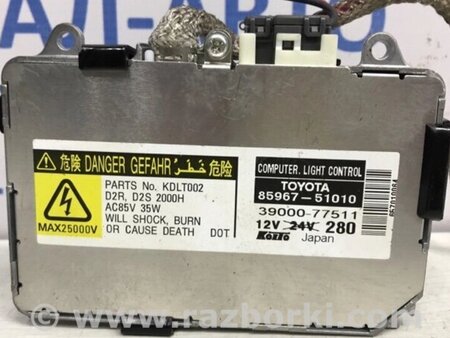 АЛ-АВТО
危険 DANGER GEFAHR خطر 危险
MAX25000V
PARTS No. KDLT002
D2R, D2S 2000H
AC85V 35W
WILL SHOCK, BURN
OR CAUSE DEATH DOT
COMPUTER. LIGHT CONTROL
TOYOTA
85967-51010
39000-77511
12V 24V 280
KOITO Japan
www.razborki.com